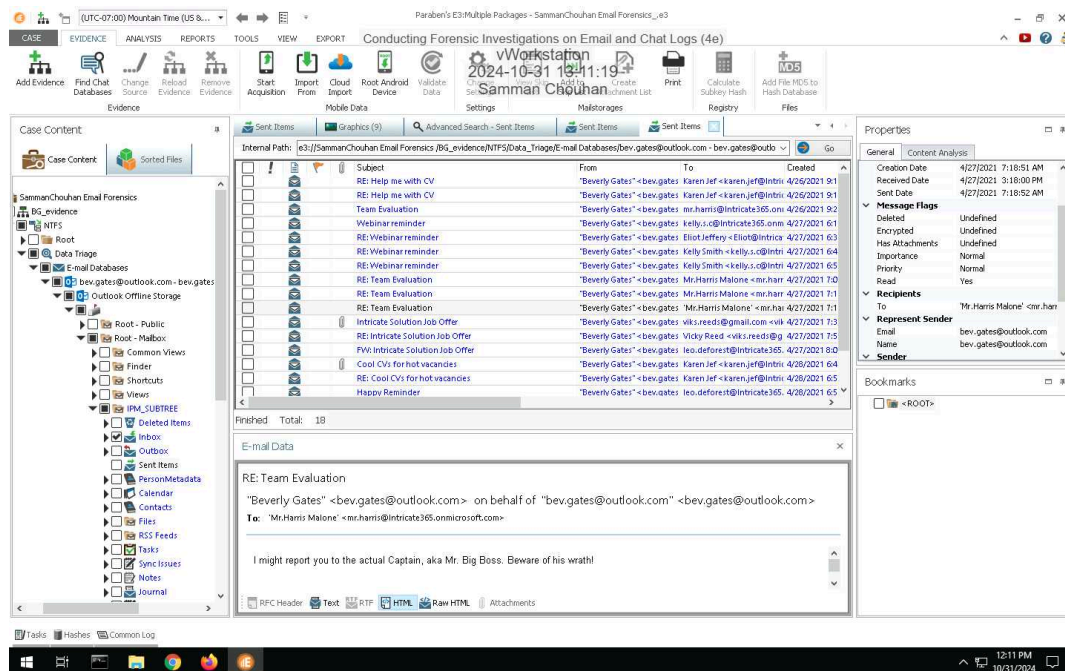 (UTC-07:00) Mountain Time (US &...
Paraben's E3:Multiple Packages - SammanChouhan Email Forensics_.e3
CASE EVIDENCE ANALYSIS REPORTS TOOLS VIEW EXPORT
Conducting Forensic Investigations on Email and Chat Logs (4e)
vWorkstation
2024-10-31 13:11:19
Samman Chouhan
Add Evidence Find Chat Databases Change Source Reload Evidence Remove Evidence
Start Acquisition Import From Cloud Import Root Android Device Validate Data
Print Calculate Subkey Hash Add File MD5 to Hash Database
Evidence Mobile Data Settings Mailstorages Registry Files
Case Content
Case Content Sorted Files
SammanChouhan Email Forensics
BG_evidence
NTFS
Root
Data Triage
E-mail Databases
bev.gates@outlook.com - bev.gates
Outlook Offline Storage
Root - Public
Root - Mailbox
Common Views
Finder
Shortcuts
Views
IPM_SUBTREE
Deleted Items
Inbox
Outbox
Sent Items
PersonMetadata
Calendar
Contacts
Files
RSS Feeds
Tasks
Sync Issues
Notes
Journal
Sent Items Graphics (9) Advanced Search - Sent Items Sent Items Sent Items
Internal Path: e3://SammanChouhan Email Forensics /BG_evidence/NTFS/Data_Triage/E-mail Databases/bev.gates@outlook.com - bev.gates@outlo Go
Subject From To Created
RE: Help me with CV "Beverly Gates" <bev.gates Karen Jef <karen.jef@Intric 4/26/2021 9:1
RE: Help me with CV "Beverly Gates" <bev.gates Karen Jef <karen.jef@Intric 4/26/2021 9:1
Team Evaluation "Beverly Gates" <bev.gates mr.harris@Intricate365.onm 4/26/2021 9:2
Webinar reminder "Beverly Gates" <bev.gates kelly.s.c@Intricate365.onm 4/27/2021 6:1
RE: Webinar reminder "Beverly Gates" <bev.gates Eliot Jeffery <Eliot@Intrica 4/27/2021 6:3
RE: Webinar reminder "Beverly Gates" <bev.gates Kelly Smith <kelly.s.c@Intri 4/27/2021 6:4
RE: Webinar reminder "Beverly Gates" <bev.gates Kelly Smith <kelly.s.c@Intri 4/27/2021 6:5
RE: Team Evaluation "Beverly Gates" <bev.gates Mr.Harris Malone <mr.harr 4/27/2021 7:0
RE: Team Evaluation "Beverly Gates" <bev.gates Mr.Harris Malone <mr.harr 4/27/2021 7:1
RE: Team Evaluation "Beverly Gates" <bev.gates 'Mr.Harris Malone' <mr.har 4/27/2021 7:1
Intricate Solution Job Offer "Beverly Gates" <bev.gates viks.reeds@gmail.com <vik 4/27/2021 7:3
RE: Intricate Solution Job Offer "Beverly Gates" <bev.gates Vicky Reed <viks.reeds@g 4/27/2021 7:5
FW: Intricate Solution Job Offer "Beverly Gates" <bev.gates leo.deforest@Intricate365. 4/27/2021 8:0
Cool CVs for hot vacancies "Beverly Gates" <bev.gates Karen Jef <karen.jef@Intric 4/28/2021 6:4
RE: Cool CVs for hot vacancies "Beverly Gates" <bev.gates Karen Jef <karen.jef@Intric 4/28/2021 6:5
Happy Reminder "Beverly Gates" <bev.gates leo.deforest@Intricate365. 4/28/2021 6:5
Finished Total: 18
E-mail Data
RE: Team Evaluation
"Beverly Gates" <bev.gates@outlook.com> on behalf of "bev.gates@outlook.com" <bev.gates@outlook.com>
To: 'Mr.Harris Malone' <mr.harris@Intricate365.onmicrosoft.com>
I might report you to the actual Captain, aka Mr. Big Boss. Beware of his wrath!
RFC Header Text RTF HTML Raw HTML Attachments
Properties
General Content Analysis
Creation Date 4/27/2021 7:18:51 AM
Received Date 4/27/2021 3:18:00 PM
Sent Date 4/27/2021 7:18:52 AM
Message Flags
Deleted Undefined
Encrypted Undefined
Has Attachments Undefined
Importance Normal
Priority Normal
Read Yes
Recipients
To 'Mr.Harris Malone' <mr.harr
Represent Sender
Email bev.gates@outlook.com
Name bev.gates@outlook.com
Sender
Bookmarks
<ROOT>
Tasks Hashes Common Log
12:11 PM
10/31/2024